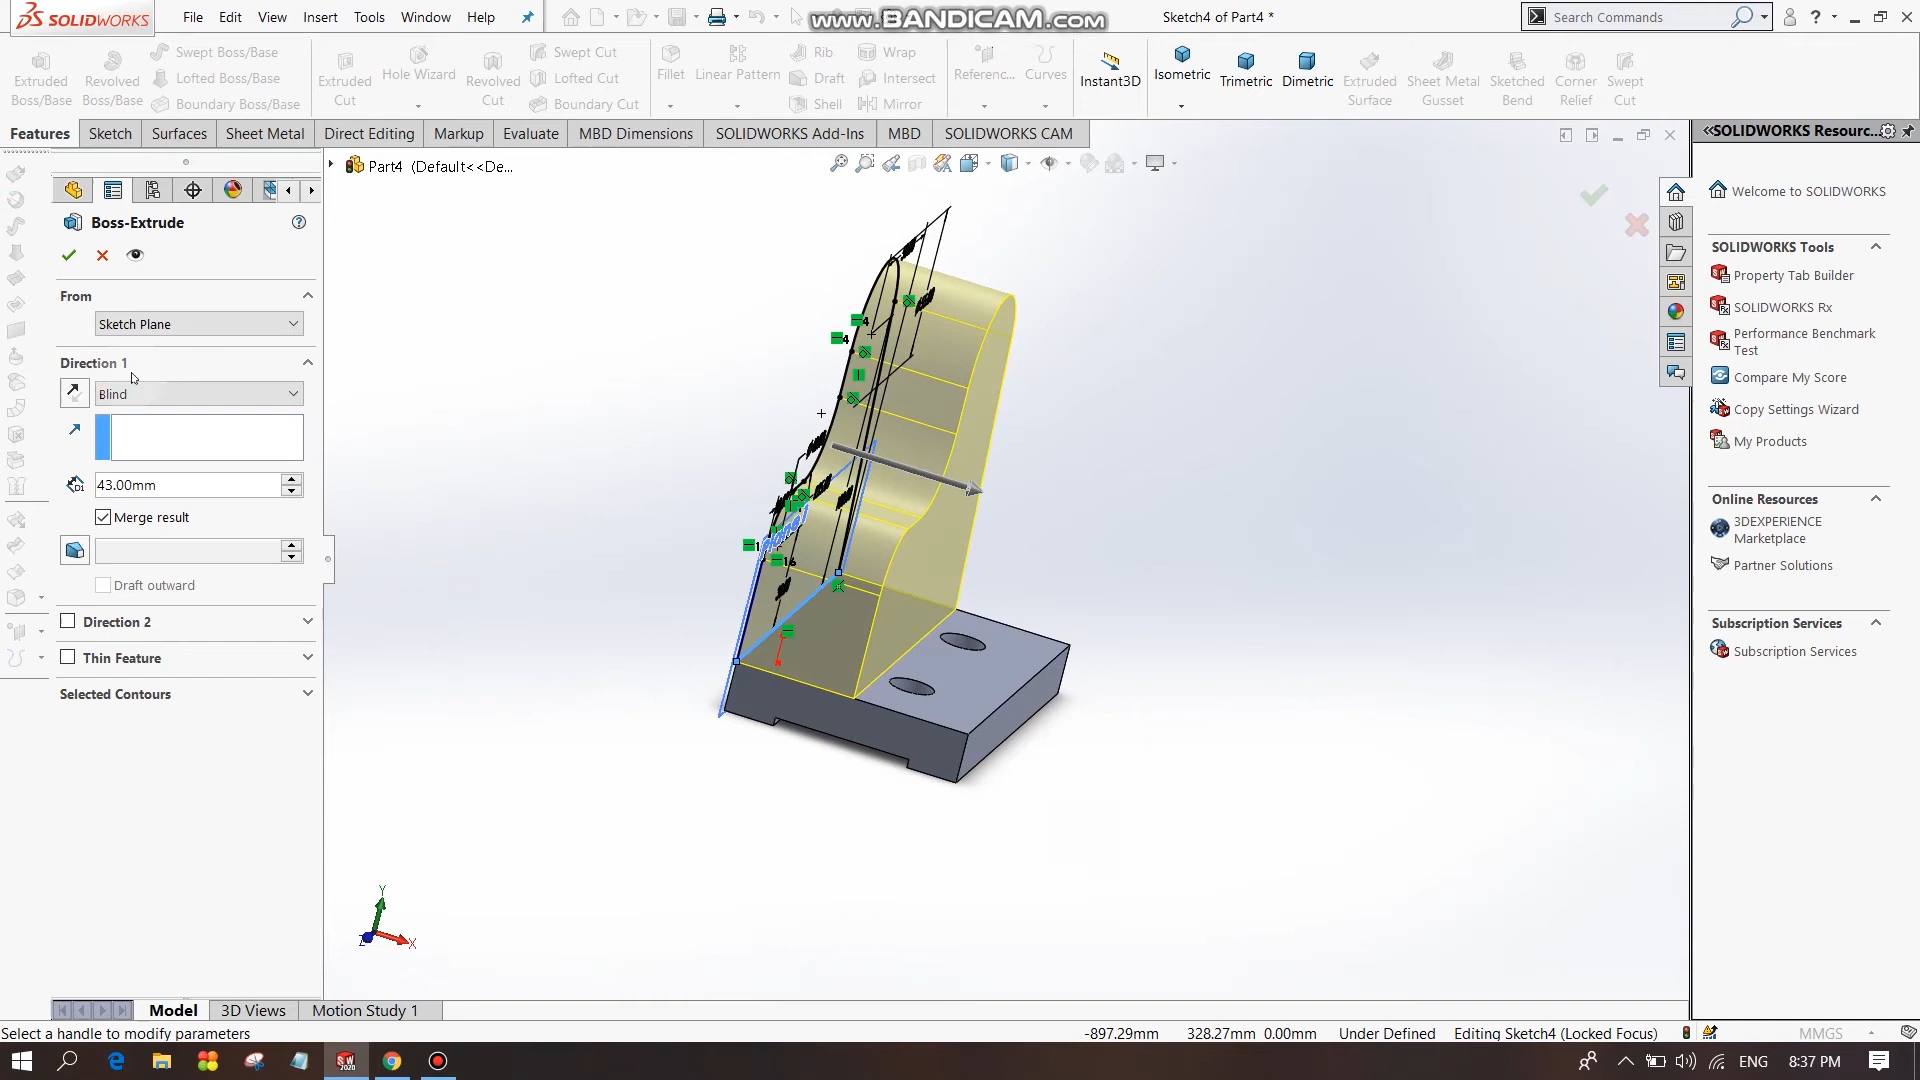 SOLIDWORKS
File Edit View Insert Tools Window Help
www.BANDICAM.com
Sketch4 of Part4 *
Search Commands
Extruded Boss/Base
Revolved Boss/Base
Swept Boss/Base
Lofted Boss/Base
Boundary Boss/Base
Extruded Cut
Hole Wizard
Revolved Cut
Swept Cut
Lofted Cut
Boundary Cut
Fillet
Linear Pattern
Rib
Draft
Shell
Wrap
Intersect
Mirror
Referenc...
Curves
Instant3D
Isometric
Trimetric
Dimetric
Extruded Surface
Sheet Metal Gusset
Sketched Bend
Corner Relief
Swept Cut
Features Sketch Surfaces Sheet Metal Direct Editing Markup Evaluate MBD Dimensions SOLIDWORKS Add-Ins MBD SOLIDWORKS CAM
Part4 (Default<<De...
Boss-Extrude
From
Sketch Plane
Direction 1
Blind
43.00mm
Merge result
Draft outward
Direction 2
Thin Feature
Selected Contours
4
4
16
Y
X
Z
SOLIDWORKS Resourc...
Welcome to SOLIDWORKS
SOLIDWORKS Tools
Property Tab Builder
SOLIDWORKS Rx
Performance Benchmark
Test
Compare My Score
Copy Settings Wizard
My Products
Online Resources
3DEXPERIENCE
Marketplace
Partner Solutions
Subscription Services
Subscription Services
Model 3D Views Motion Study 1
Select a handle to modify parameters
-897.29mm 328.27mm 0.00mm Under Defined Editing Sketch4 (Locked Focus) MMGS
ENG 8:37 PM